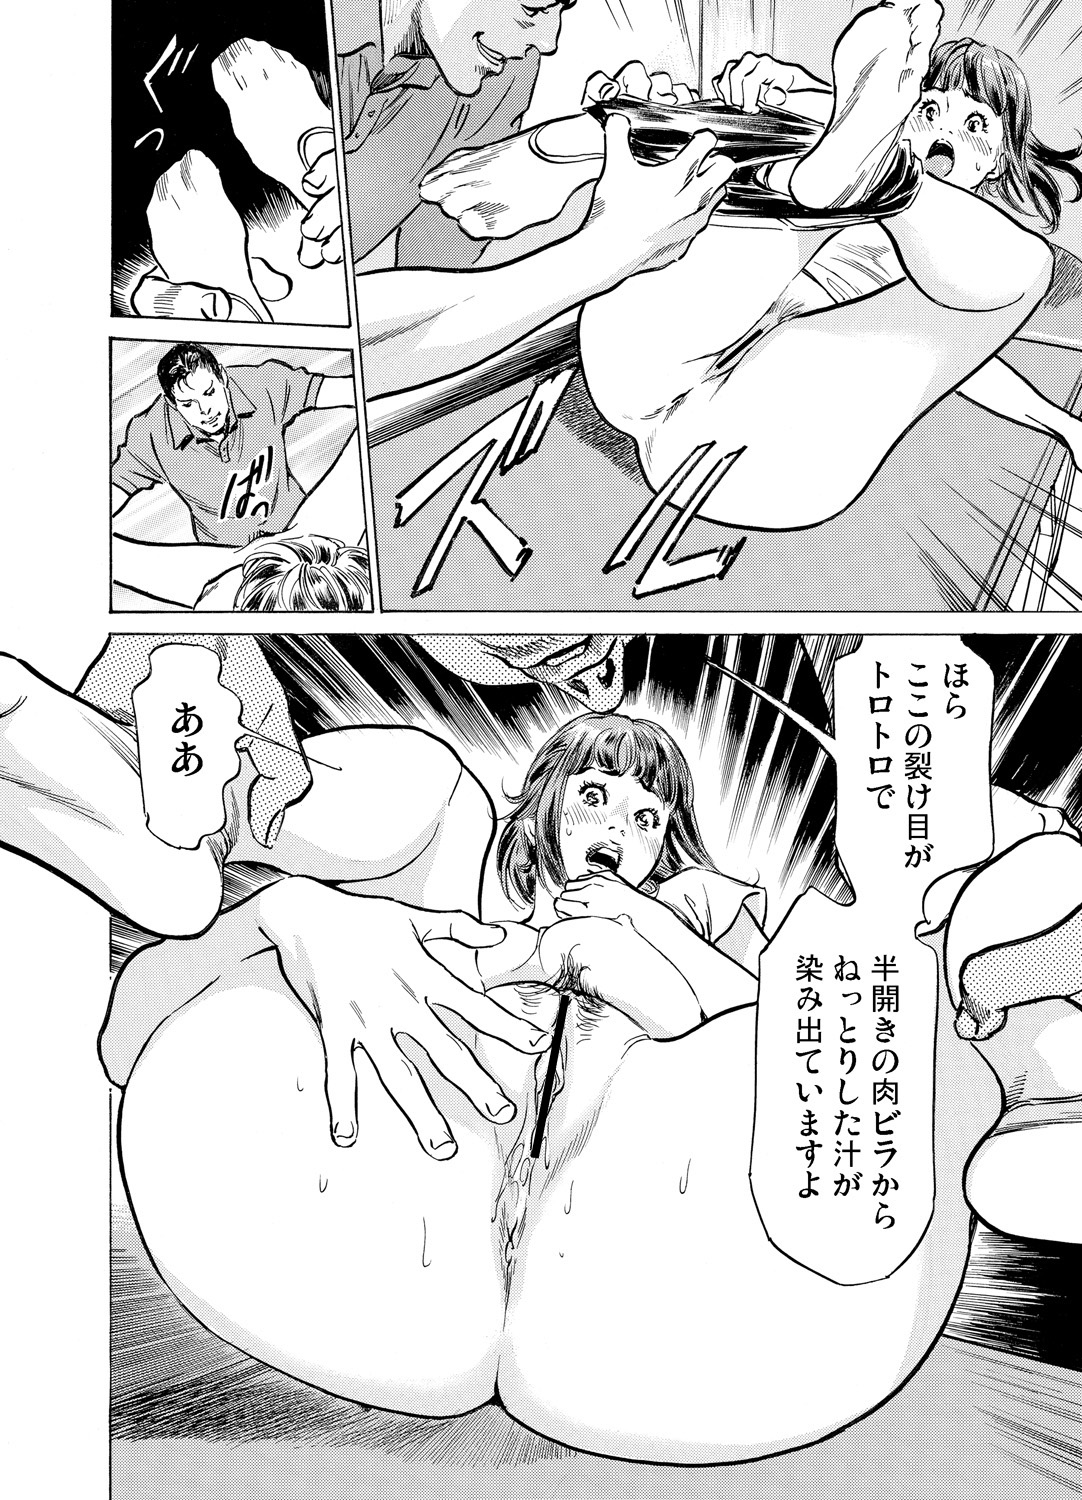 ズル
ばっ
ほら
ここの裂け目が
トロトロで
半開きの肉ビラから
ねっとりした汁が
染み出ていますよ
ああ